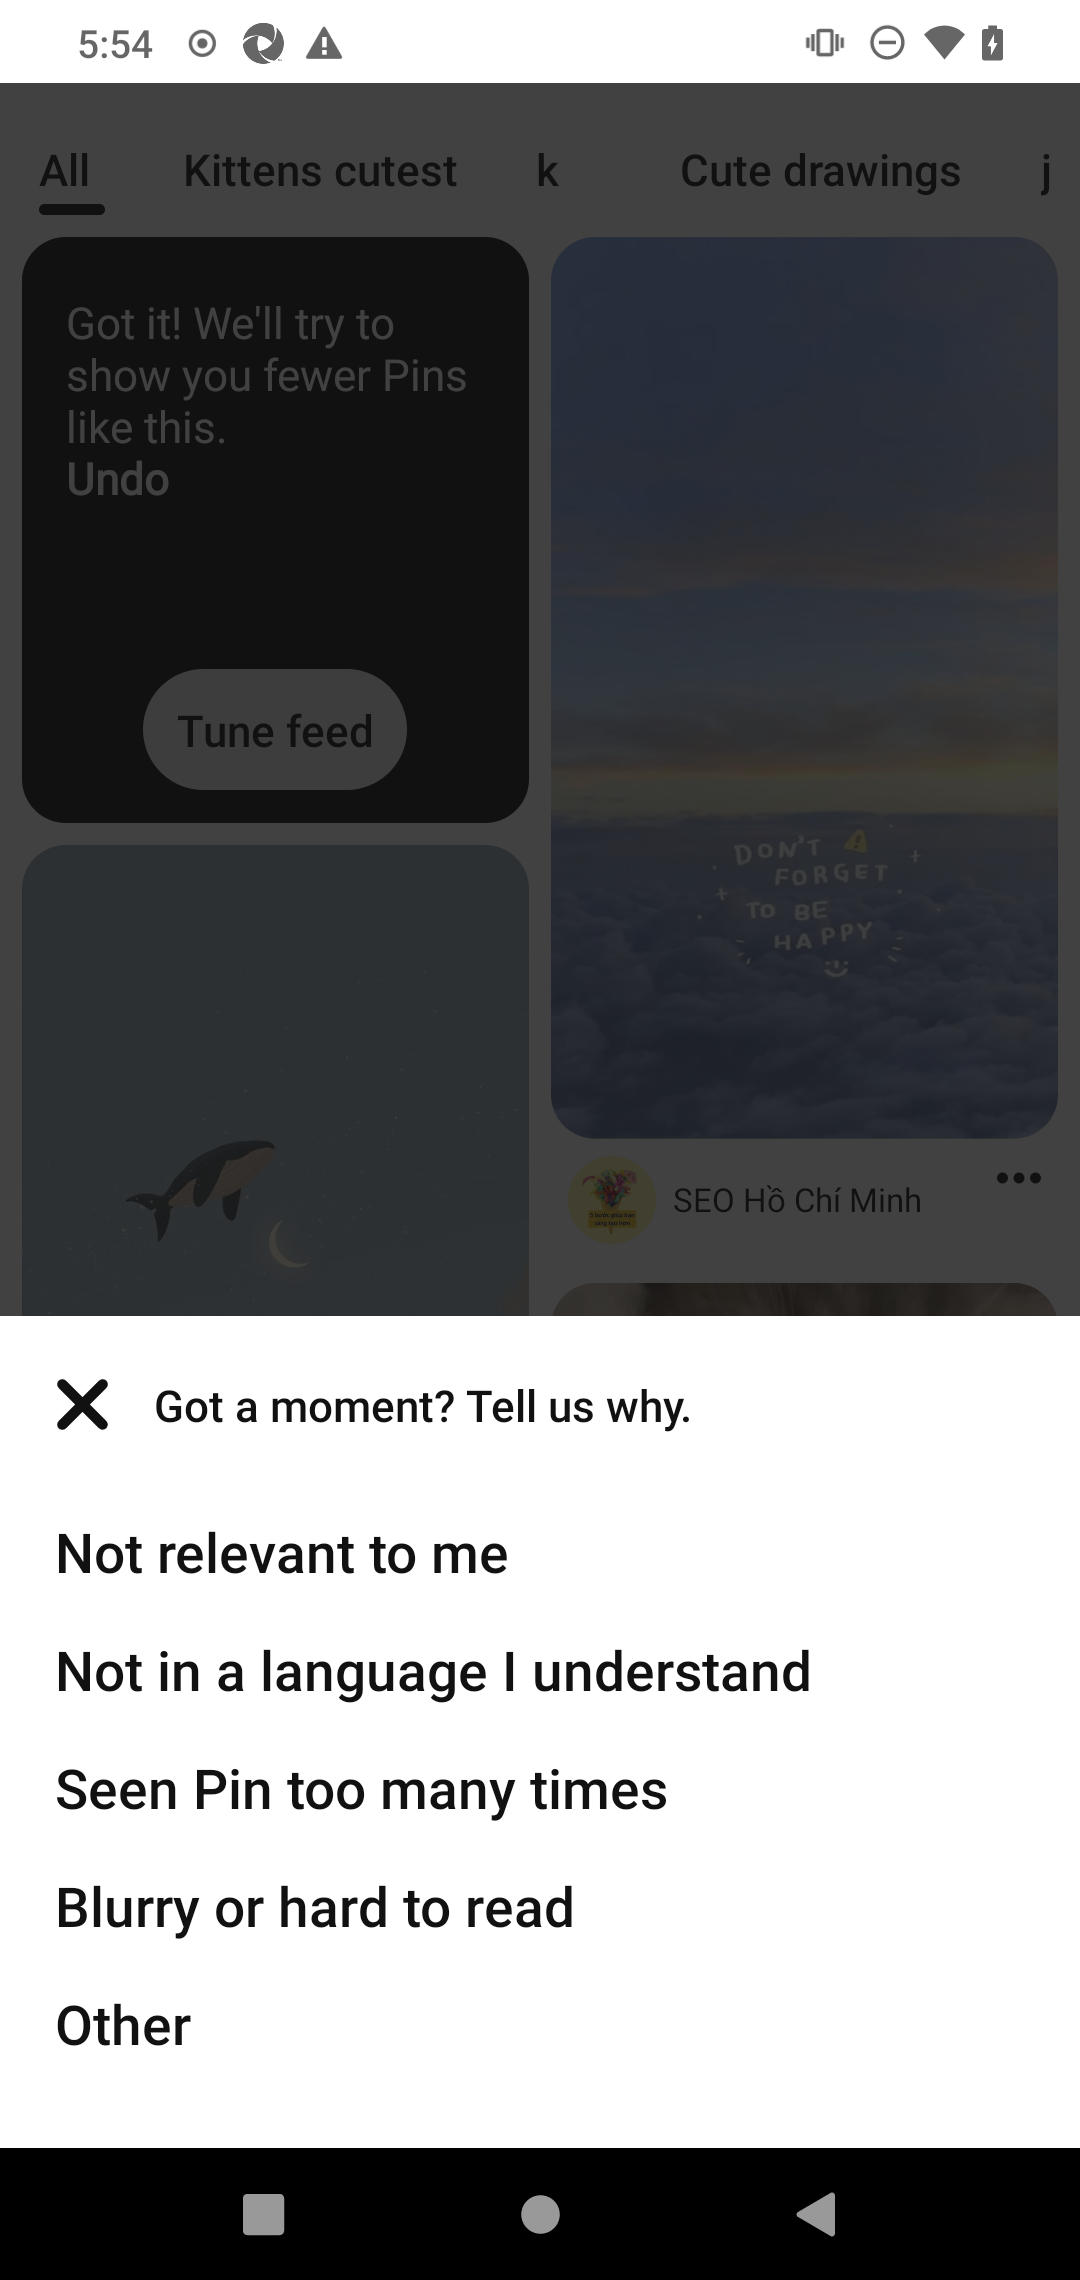 5:54
All Kittens cutest k Cute drawings j
Got it! We'll try to
show you fewer Pins
like this.
Undo
Tune feed
DON'T
FORGET
TO BE
HAPPY
SEO Hồ Chí Minh
Got a moment? Tell us why.
Not relevant to me
Not in a language I understand
Seen Pin too many times
Blurry or hard to read
Other